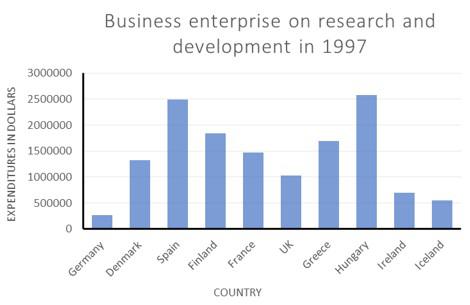 Business enterprise on research and
development in 1997
EXPENDITURES IN DOLLARS
3000000
2500000
2000000
1500000
1000000
500000
0
Germany
Denmark
Spain
Finland
France
UK
Greece
Hungary
Ireland
Iceland
COUNTRY